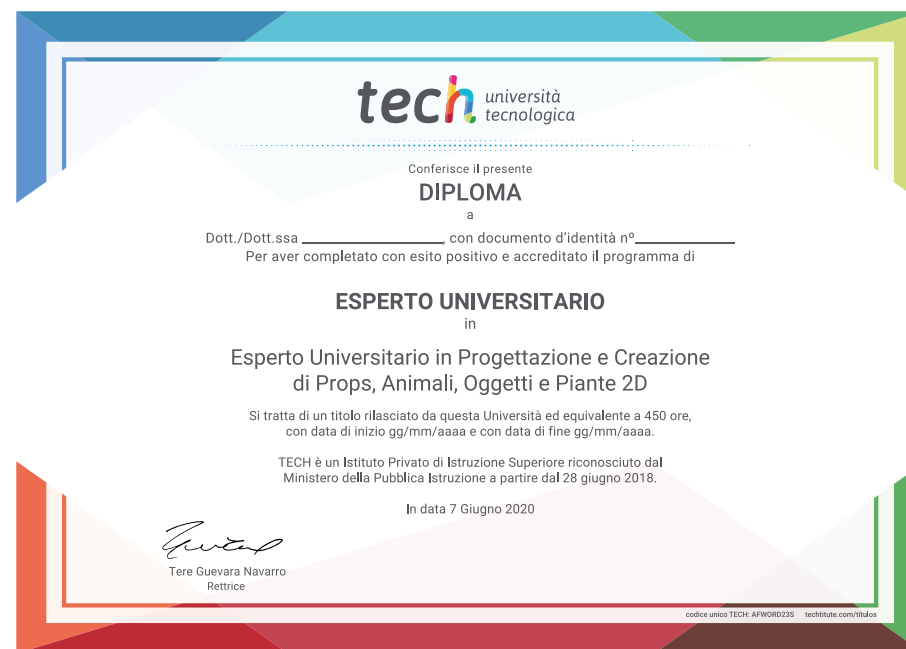 tech università
tecnologica
Conferisce il presente
DIPLOMA
a
Dott./Dott.ssa ____________________, con documento d'identità nº______________
Per aver completato con esito positivo e accreditato il programma di
ESPERTO UNIVERSITARIO
in
Esperto Universitario in Progettazione e Creazione
di Props, Animali, Oggetti e Piante 2D
Si tratta di un titolo rilasciato da questa Università ed equivalente a 450 ore,
con data di inizio gg/mm/aaaa e con data di fine gg/mm/aaaa.
TECH è un Istituto Privato di Istruzione Superiore riconosciuto dal
Ministero della Pubblica Istruzione a partire dal 28 giugno 2018.
In data 7 Giugno 2020
Tere Guevara Navarro
Rettrice
codice unico TECH: AFWORD23S techtitute.com/titulos